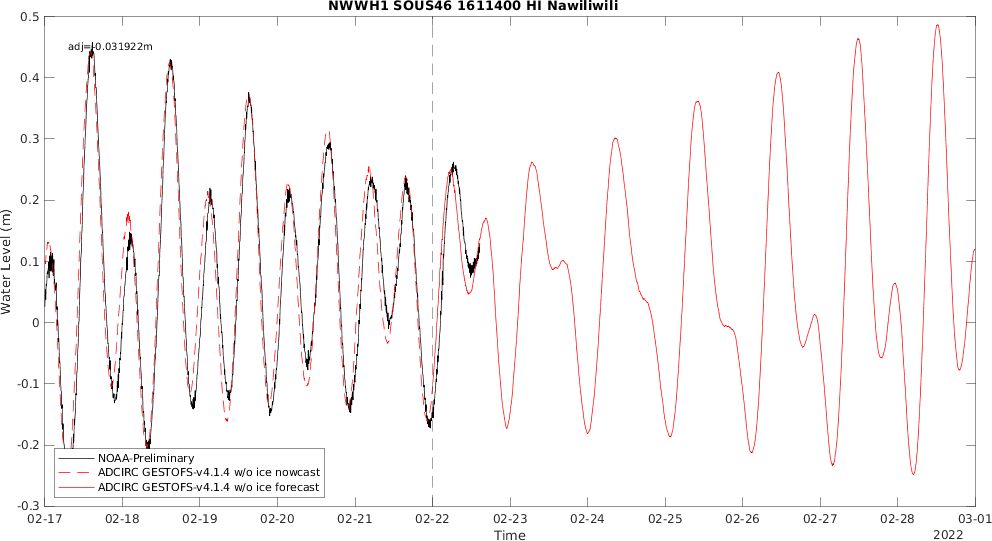 NWWH1 SOUS46 1611400 HI Nawiliwili
adj=-0.031922m
0.5
0.4
0.3
0.2
0.1
0
-0.1
-0.2
-0.3
Water Level (m)
NOAA-Preliminary
ADCIRC GESTOFS-v4.1.4 w/o ice nowcast
ADCIRC GESTOFS-v4.1.4 w/o ice forecast
02-17 02-18 02-19 02-20 02-21 02-22 02-23 02-24 02-25 02-26 02-27 02-28 03-01
Time
2022